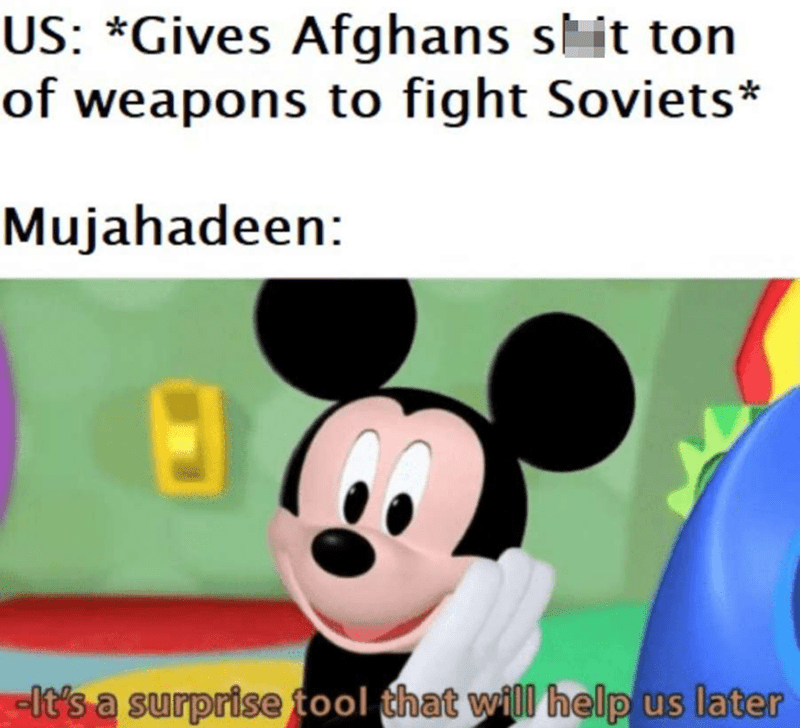 US: *Gives Afghans s t ton
of weapons to fight Soviets*
Mujahadeen:
-It's a surprise tool that will help us later